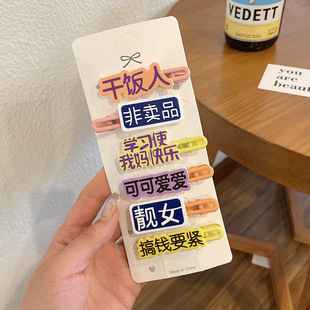 VEDETT
you are
beautiful
干饭人
非卖品
学习使
我妈快乐
可可爱爱
靓女
搞钱要紧
Made in China